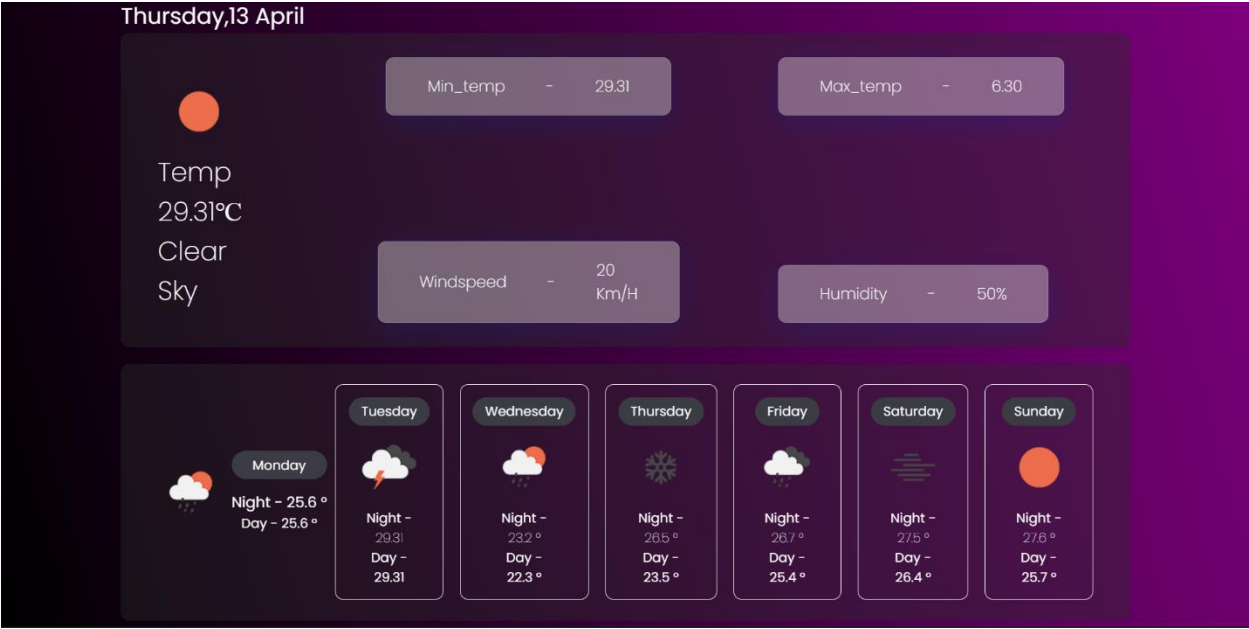 Thursday,13 April
Min_temp - 29.31
Max_temp - 6.30
Temp
29.31°C
Clear
Sky
Windspeed - 20
Km/H
Humidity - 50%
Monday
Night - 25.6 °
Day - 25.6 °
Tuesday
Night -
29.31
Day -
29.31
Wednesday
Night -
23.2 °
Day -
22.3 °
Thursday
Night -
26.5 °
Day -
23.5 °
Friday
Night -
26.7 °
Day -
25.4 °
Saturday
Night -
27.5 °
Day -
26.4 °
Sunday
Night -
27.6 °
Day -
25.7 °